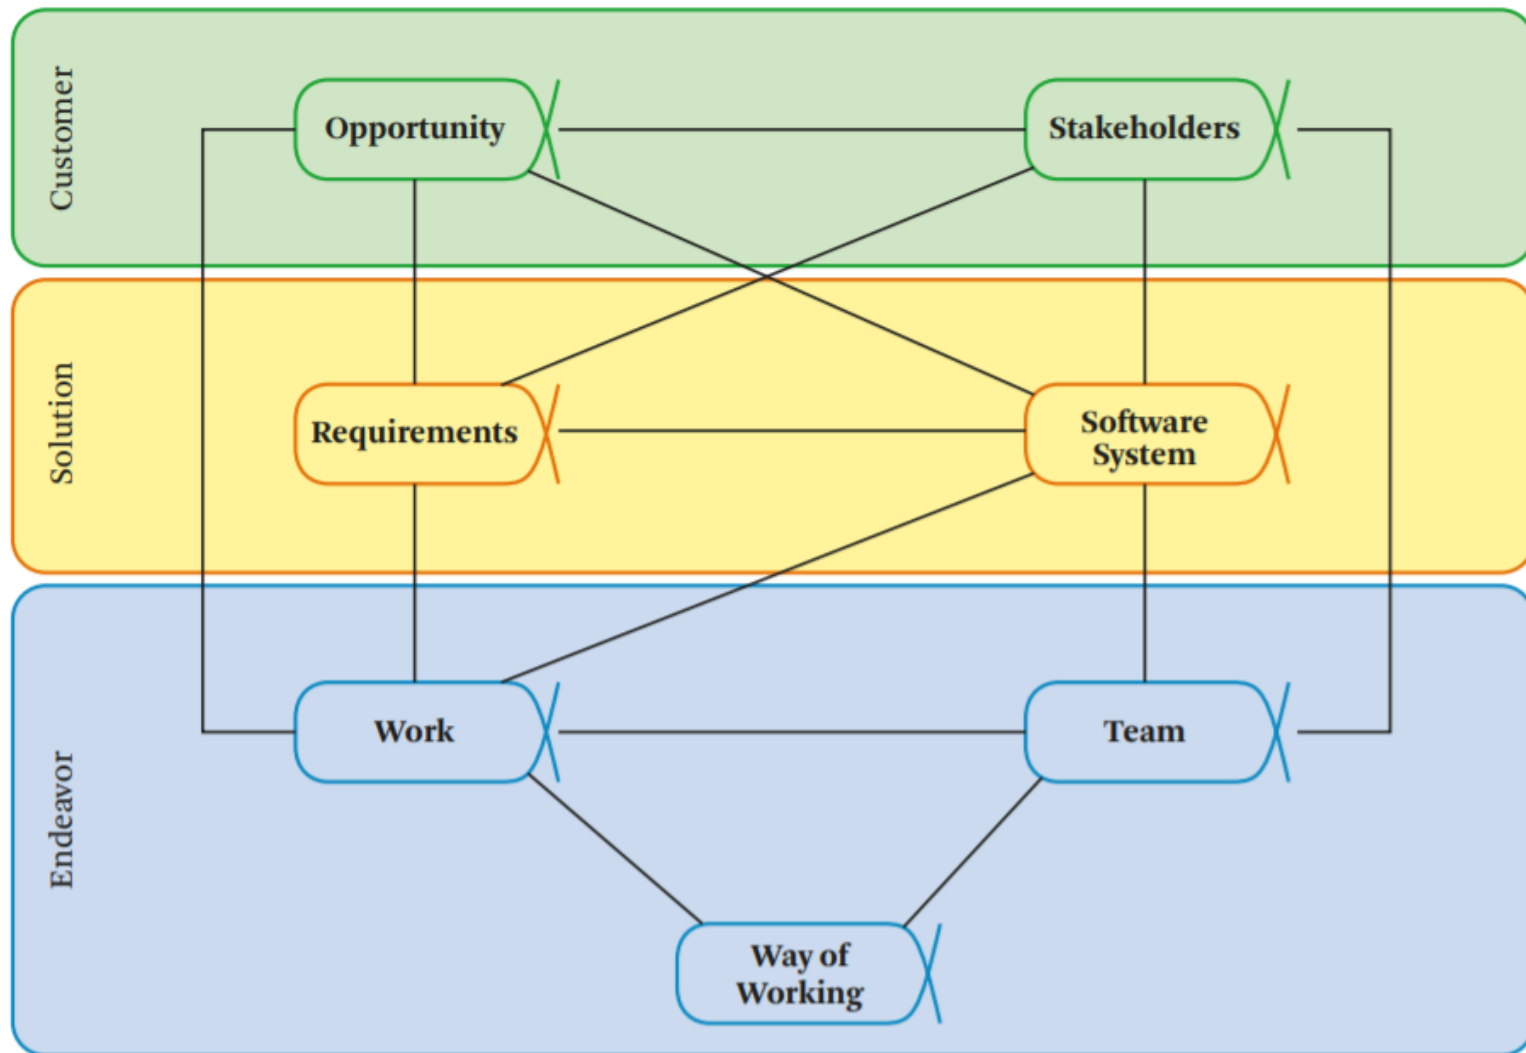 Customer
Opportunity
Stakeholders
Solution
Requirements
Software
System
Endeavor
Work
Team
Way of
Working